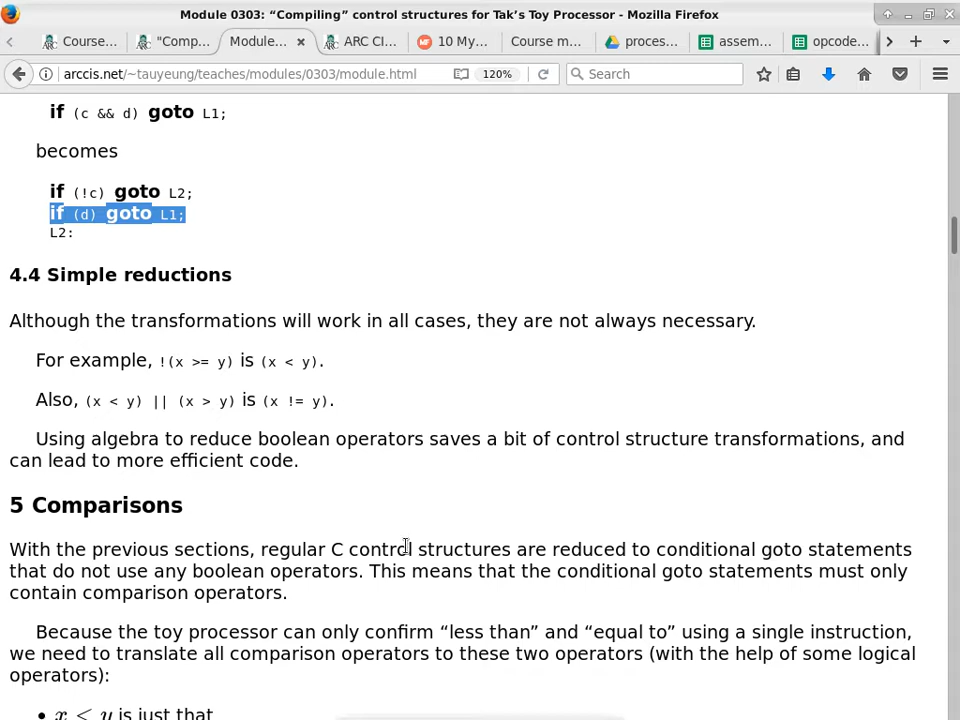 Module 0303: “Compiling” control structures for Tak’s Toy Processor - Mozilla Firefox
Course... "Comp... Module... ARC CI... 10 My... Course m... proces... assem... opcode...
arccis.net/~tauyeung/teaches/modules/0303/module.html 120% Search
if (c && d) goto L1;
becomes
if (!c) goto L2;
if (d) goto L1;
L2:
4.4 Simple reductions
Although the transformations will work in all cases, they are not always necessary.
For example, !(x >= y) is (x < y).
Also, (x < y) || (x > y) is (x != y).
Using algebra to reduce boolean operators saves a bit of control structure transformations, and
can lead to more efficient code.
5 Comparisons
With the previous sections, regular C control structures are reduced to conditional goto statements
that do not use any boolean operators. This means that the conditional goto statements must only
contain comparison operators.
Because the toy processor can only confirm “less than” and “equal to” using a single instruction,
we need to translate all comparison operators to these two operators (with the help of some logical
operators):
• x < y is just that